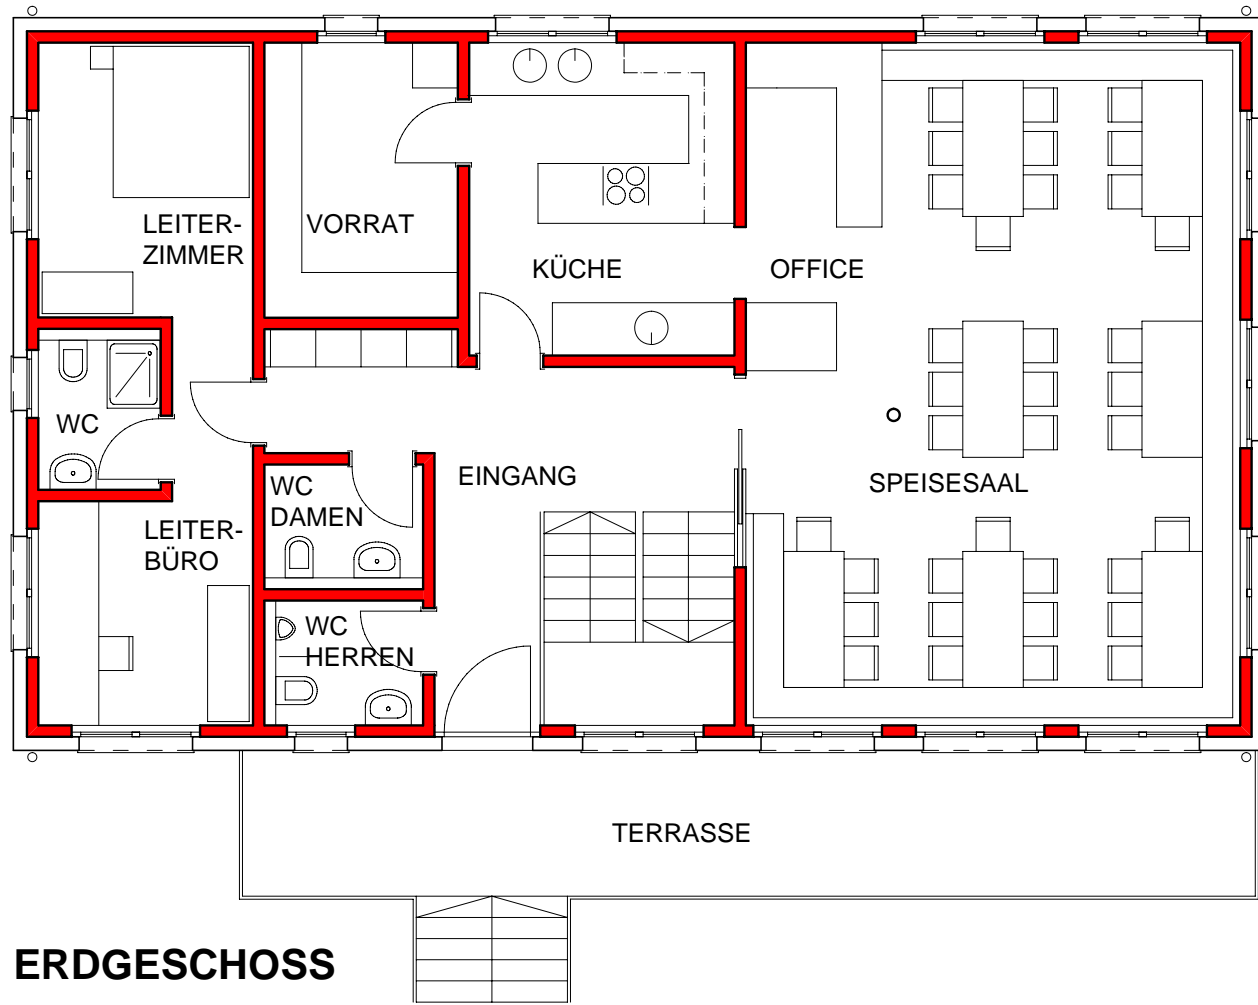 LEITER-
ZIMMER
VORRAT
KÜCHE
OFFICE
WC
EINGANG
SPEISESAAL
WC
DAMEN
LEITER-
BÜRO
WC
HERREN
TERRASSE
ERDGESCHOSS